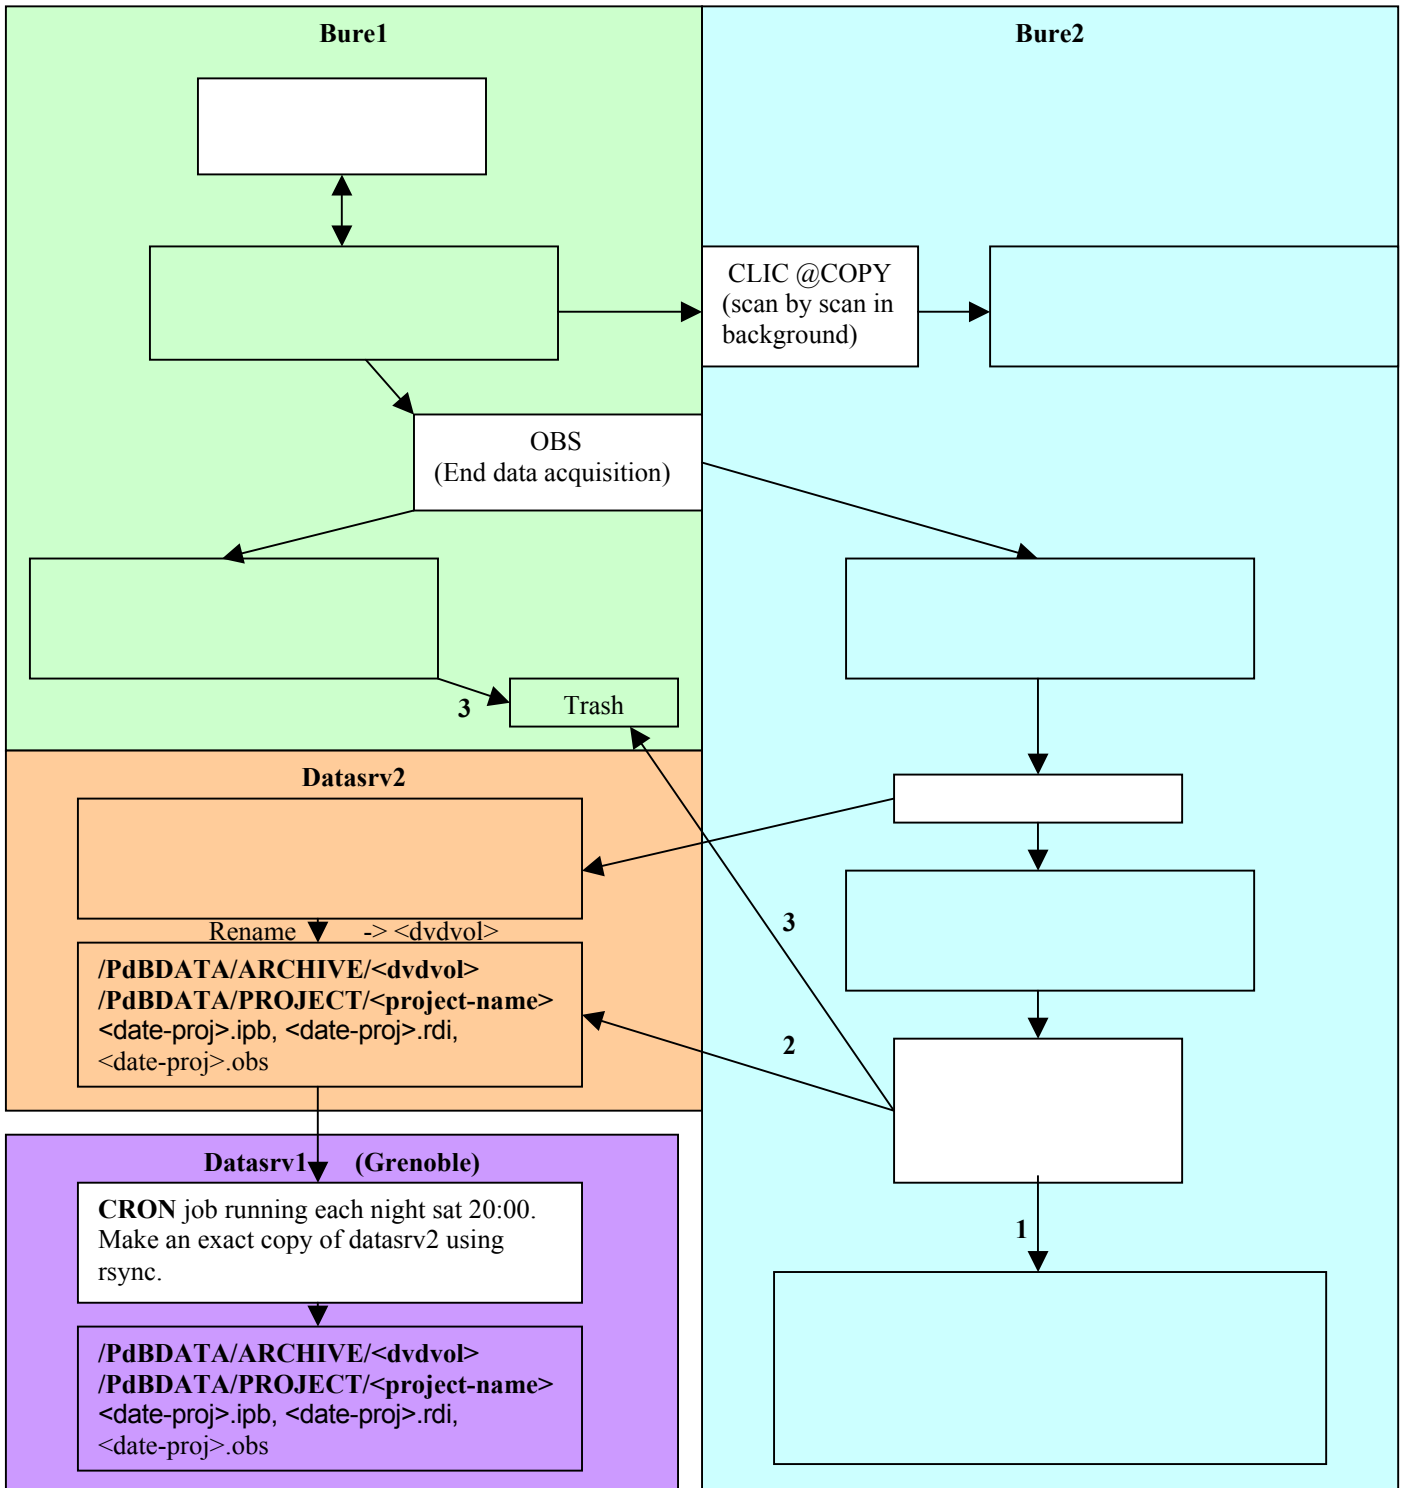 Bure1
Bure2
CLIC @COPY
(scan by scan in
background)
OBS
(End data acquisition)
3
Trash
Datasrv2
Rename -> <dvdvol>
3
/PdBDATA/ARCHIVE/<dvdvol>
/PdBDATA/PROJECT/<project-name>
<date-proj>.ipb, <date-proj>.rdi,
<date-proj>.obs
2
Datasrv1 (Grenoble)
CRON job running each night sat 20:00.
Make an exact copy of datasrv2 using
rsync.
1
/PdBDATA/ARCHIVE/<dvdvol>
/PdBDATA/PROJECT/<project-name>
<date-proj>.ipb, <date-proj>.rdi,
<date-proj>.obs